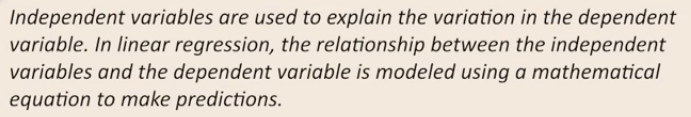 Independent variables are used to explain the variation in the dependent
variable. In linear regression, the relationship between the independent
variables and the dependent variable is modeled using a mathematical
equation to make predictions.